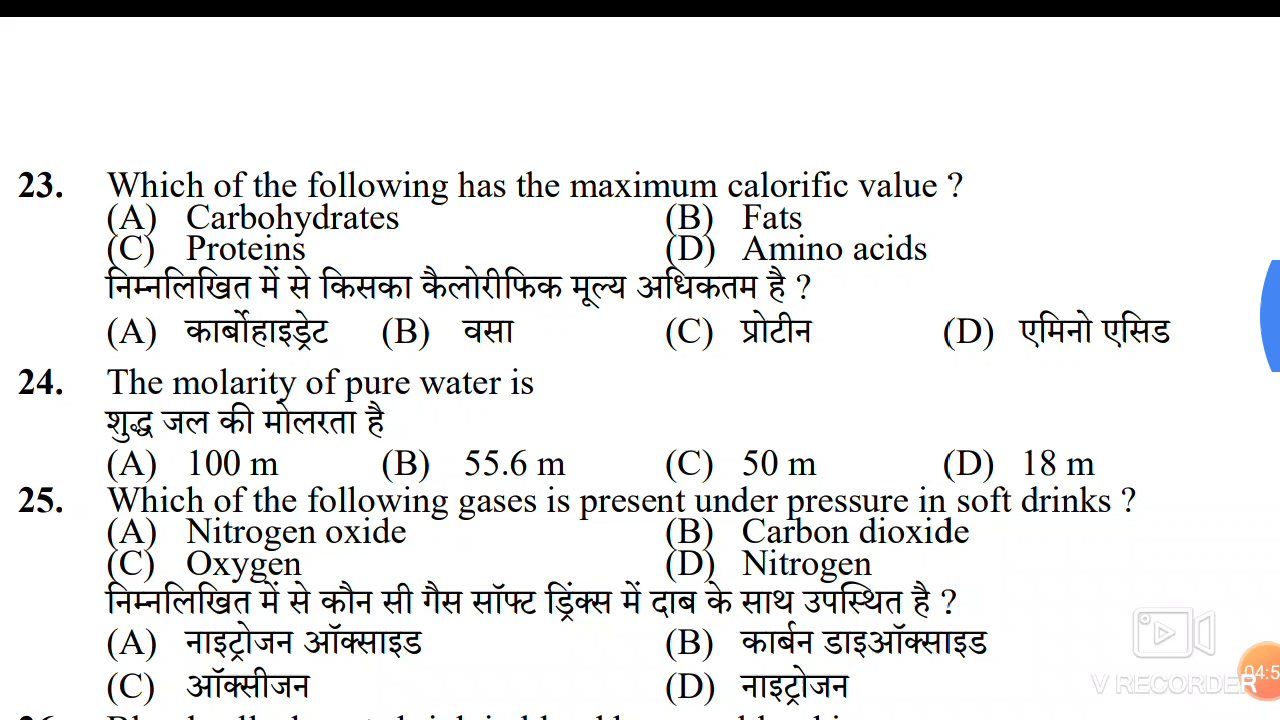 23. Which of the following has the maximum calorific value ?
(A) Carbohydrates (B) Fats
(C) Proteins (D) Amino acids
निम्नलिखित में से किसका कैलोरीफिक मूल्य अधिकतम है ?
(A) कार्बोहाइड्रेट (B) वसा (C) प्रोटीन (D) एमिनो एसिड
24. The molarity of pure water is
शुद्ध जल की मोलरता है
(A) 100 m (B) 55.6 m (C) 50 m (D) 18 m
25. Which of the following gases is present under pressure in soft drinks ?
(A) Nitrogen oxide (B) Carbon dioxide
(C) Oxygen (D) Nitrogen
निम्नलिखित में से कौन सी गैस सॉफ्ट ड्रिंक्स में दाब के साथ उपस्थित है ?
(A) नाइट्रोजन ऑक्साइड (B) कार्बन डाइऑक्साइड
(C) ऑक्सीजन (D) नाइट्रोजन
V RECORDER
04:5